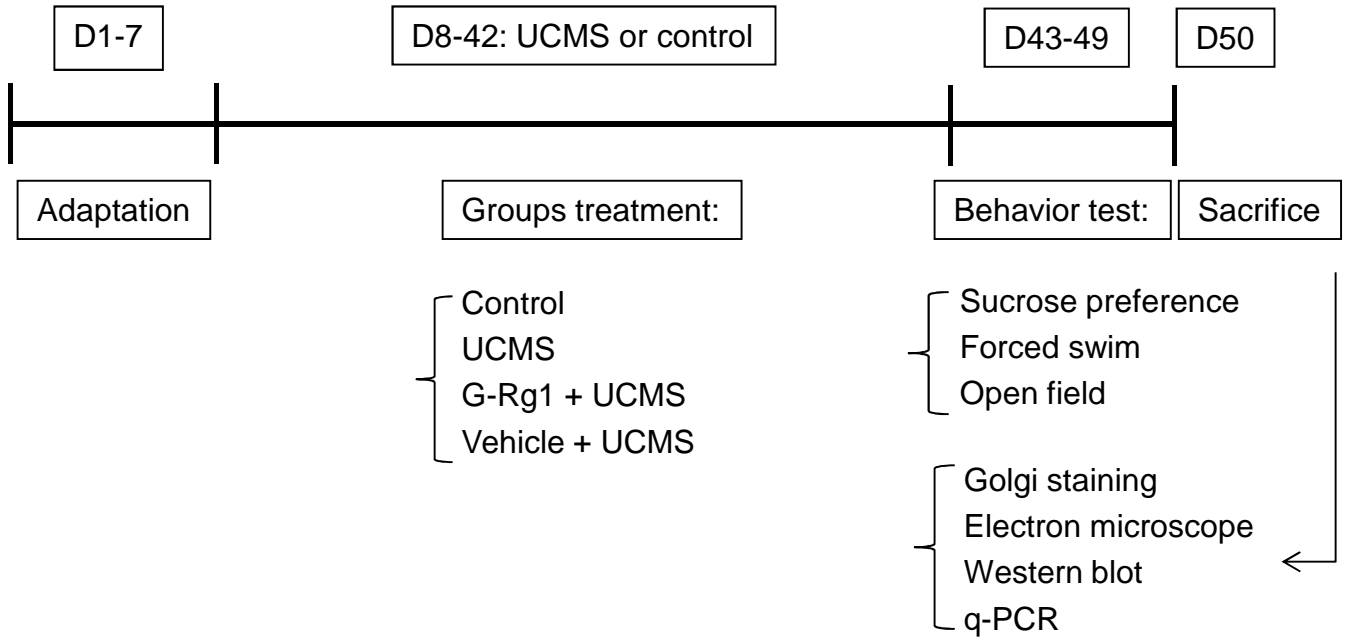 D1-7
D8-42: UCMS or control
D43-49
D50
Adaptation
Groups treatment:
Behavior test:
Sacrifice
Control
UCMS
G-Rg1 + UCMS
Vehicle + UCMS
Sucrose preference
Forced swim
Open field
Golgi staining
Electron microscope
Western blot
q-PCR